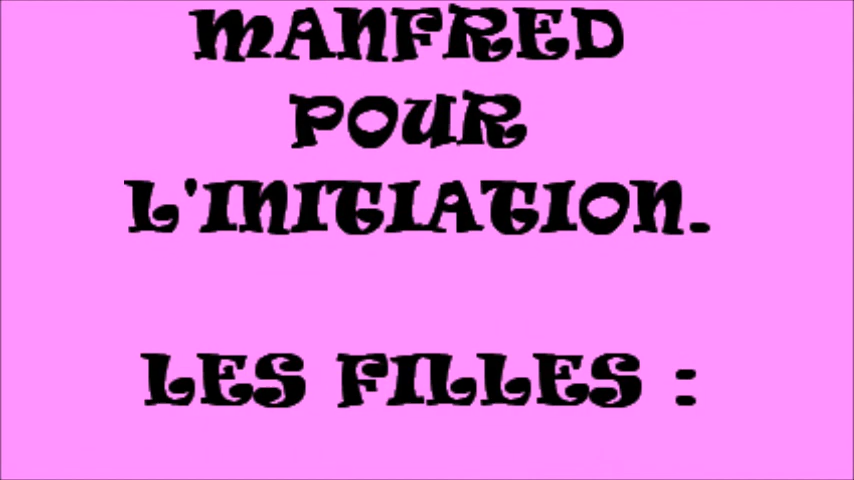 MANFRED
POUR
L'INITIATION.
LES FILLES :